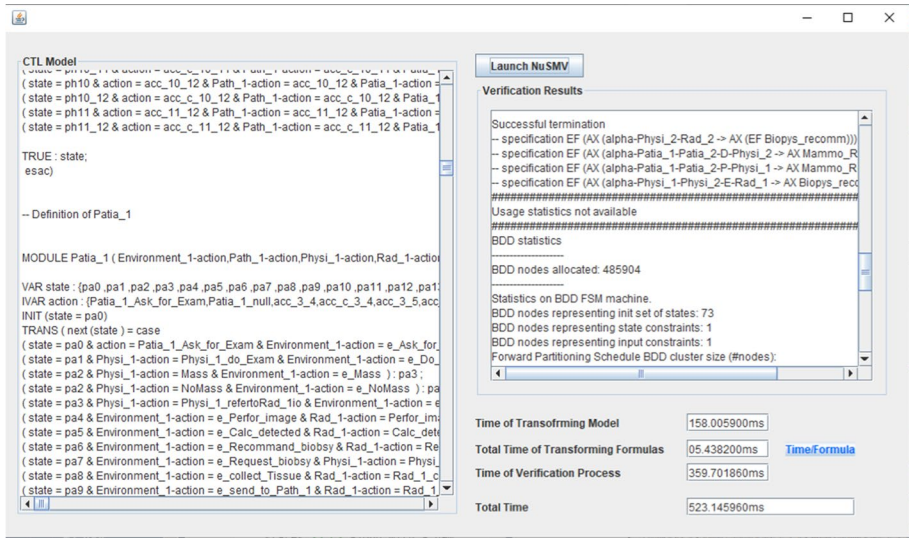 CTL Model
( state = ph10 & action = acc_10_12 & Path_1-action = acc_10_12 & Patia_1-action =
( state = ph10_12 & action = acc_c_10_12 & Path_1-action = acc_c_10_12 & Patia_1
( state = ph11 & action = acc_11_12 & Path_1-action = acc_11_12 & Patia_1-action =
( state = ph11_12 & action = acc_c_11_12 & Path_1-action = acc_c_11_12 & Patia_1
TRUE : state;
esac)
-- Definition of Patia_1
MODULE Patia_1 ( Environment_1-action,Path_1-action,Physi_1-action,Rad_1-action
VAR state : {pa0 ,pa1 ,pa2 ,pa3 ,pa4 ,pa5 ,pa6 ,pa7 ,pa8 ,pa9 ,pa10 ,pa11 ,pa12 ,pa13
IVAR action : {Patia_1_Ask_for_Exam,Patia_1_null,acc_3_4,acc_c_3_4,acc_3_5,acc_
INIT (state = pa0)
TRANS ( next (state ) = case
( state = pa0 & action = Patia_1_Ask_for_Exam & Environment_1-action = e_Ask_for_
( state = pa1 & Physi_1-action = Physi_1_do_Exam & Environment_1-action = e_Do_
( state = pa2 & Physi_1-action = Mass & Environment_1-action = e_Mass ) : pa3 ;
( state = pa2 & Physi_1-action = NoMass & Environment_1-action = e_NoMass ) : pa
( state = pa3 & Physi_1-action = Physi_1_refertoRad_1io & Environment_1-action = e
( state = pa4 & Environment_1-action = e_Perfor_image & Rad_1-action = Perfor_ima
( state = pa5 & Environment_1-action = e_Calc_detected & Rad_1-action = Calc_dete
( state = pa6 & Environment_1-action = e_Recommand_biobsy & Rad_1-action = Re
( state = pa7 & Environment_1-action = e_Request_biobsy & Physi_1-action = Physi_
( state = pa8 & Environment_1-action = e_collect_Tissue & Rad_1-action = Rad_1_c
( state = pa9 & Environment_1-action = e_send_to_Path_1 & Rad_1-action = Rad_1_
Launch NuSMV
Verification Results
Successful termination
-- specification EF (AX (alpha-Physi_2-Rad_2 -> AX (EF Biopys_recomm)))
-- specification EF (AX (alpha-Patia_1-Patia_2-D-Physi_2 -> AX Mammo_R
-- specification EF (AX (alpha-Patia_1-Patia_2-P-Physi_1 -> AX Mammo_R
-- specification EF (AX (alpha-Physi_1-Physi_2-E-Rad_1 -> AX Biopys_reco
Usage statistics not available
BDD statistics
--------------------
BDD nodes allocated: 485904
--------------------
Statistics on BDD FSM machine.
BDD nodes representing init set of states: 73
BDD nodes representing state constraints: 1
BDD nodes representing input constraints: 1
Forward Partitioning Schedule BDD cluster size (#nodes):
Time of Transofrming Model 158.005900ms
Total Time of Transforming Formulas 05.438200ms Time/Formula
Time of Verification Process 359.701860ms
Total Time 523.145960ms